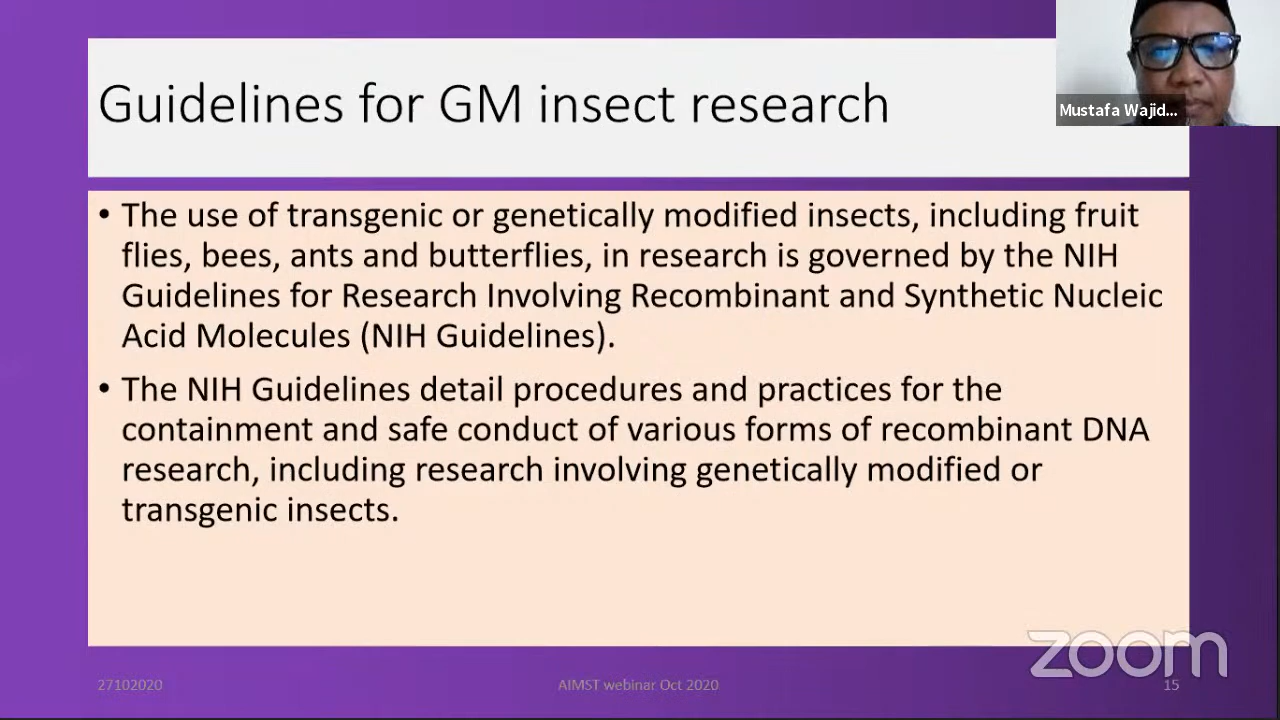 Guidelines for GM insect research
Mustafa Wajid...
• The use of transgenic or genetically modified insects, including fruit
flies, bees, ants and butterflies, in research is governed by the NIH
Guidelines for Research Involving Recombinant and Synthetic Nucleic
Acid Molecules (NIH Guidelines).
• The NIH Guidelines detail procedures and practices for the
containment and safe conduct of various forms of recombinant DNA
research, including research involving genetically modified or
transgenic insects.
zoom
27102020
AIMST webinar Oct 2020
15